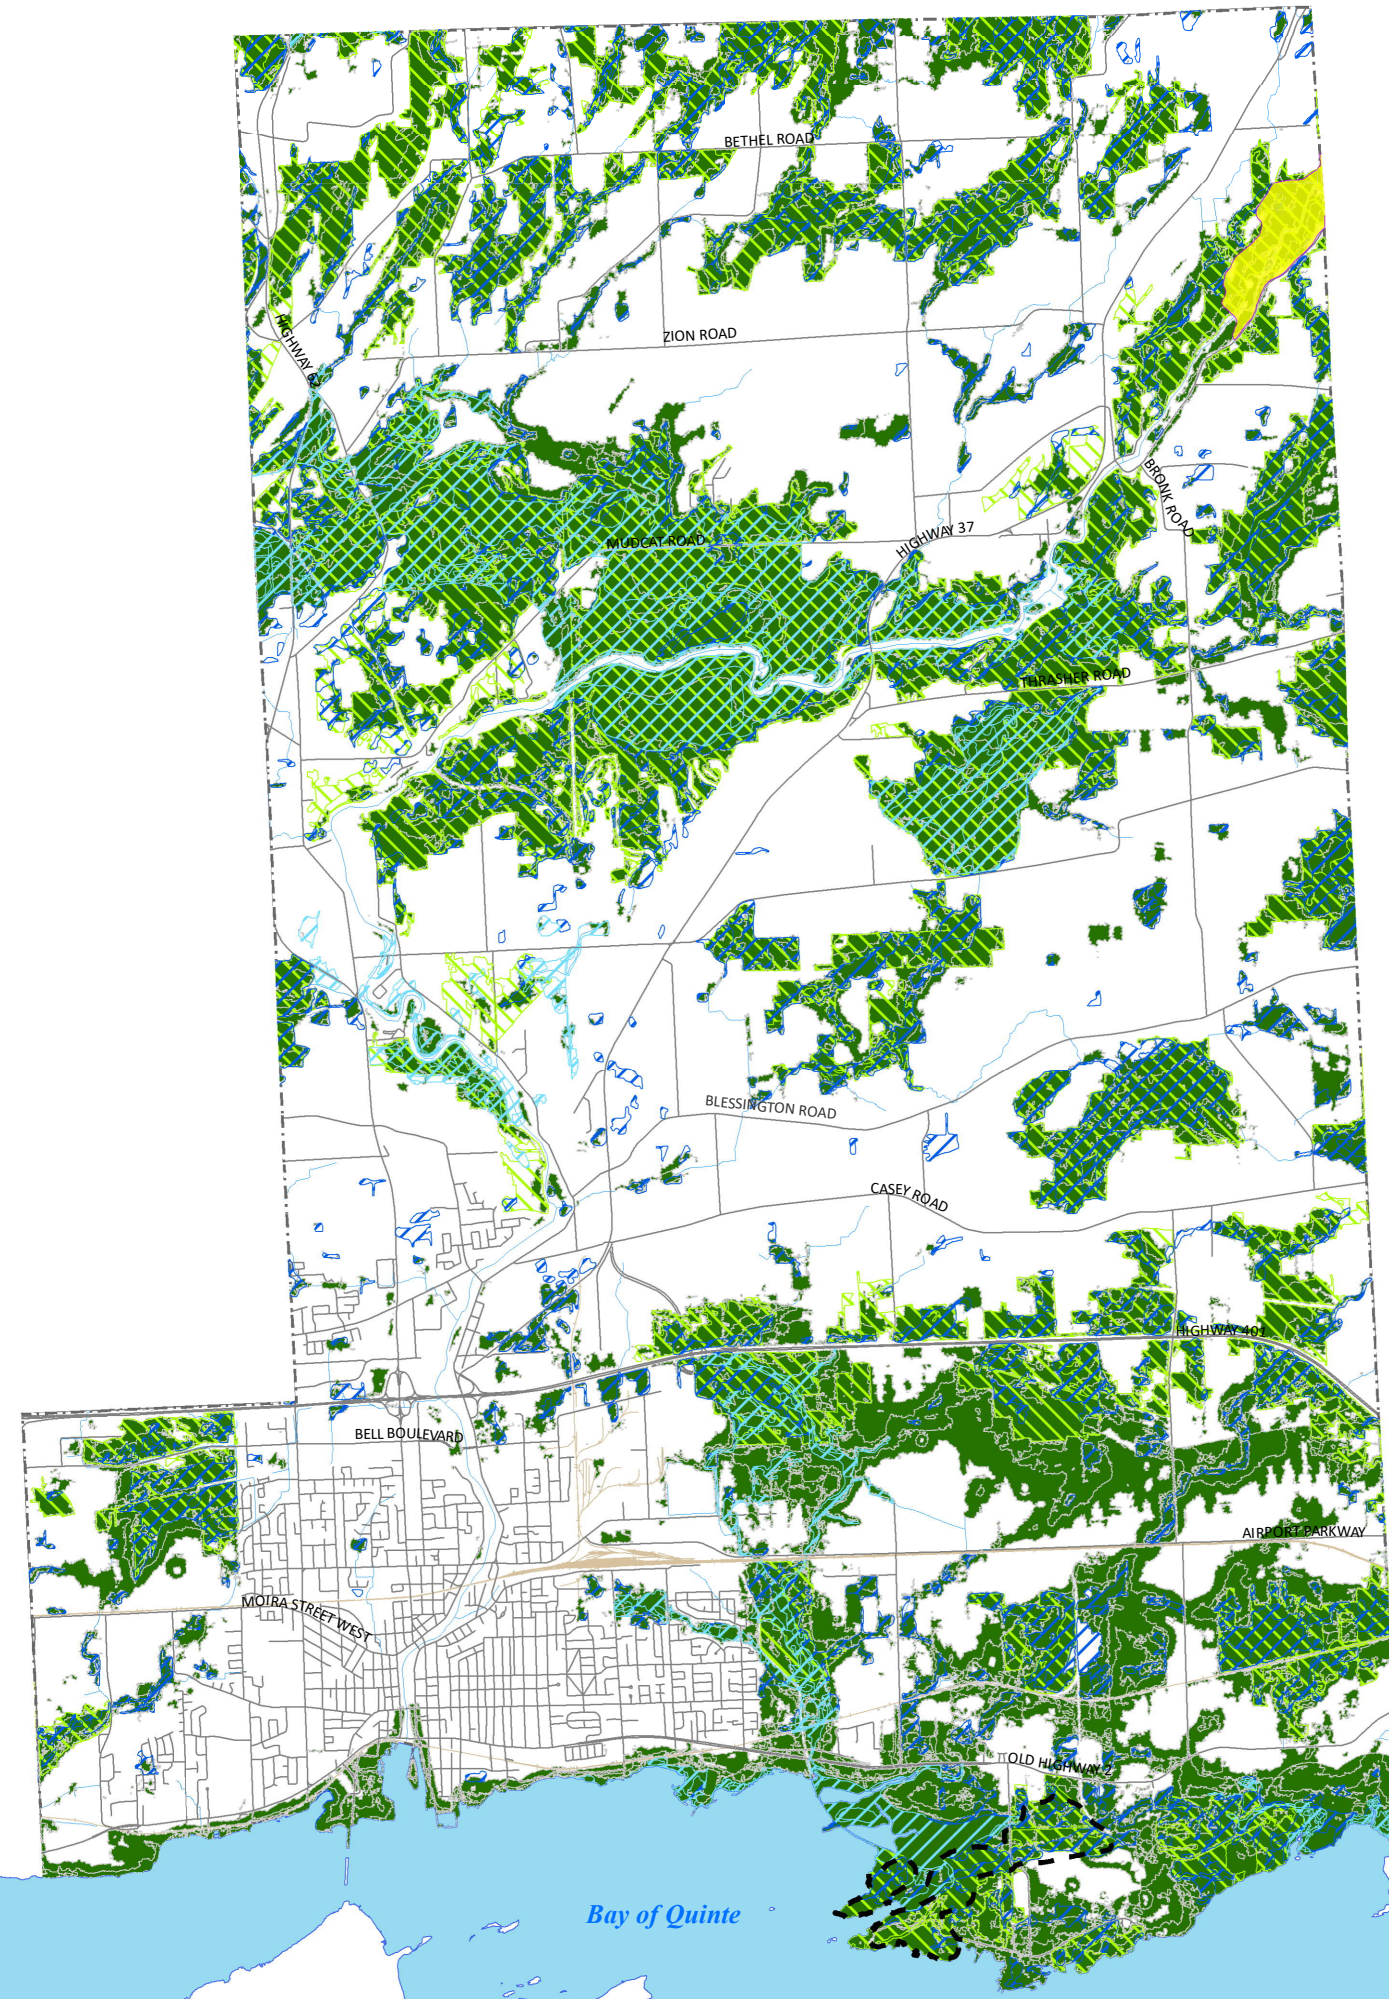 BETHEL ROAD
ZION ROAD
HIGHWAY 62
BRONK ROAD
HIGHWAY 37
MUDCAT ROAD
THRASHER ROAD
BLESSINGTON ROAD
CASEY ROAD
HIGHWAY 401
BELL BOULEVARD
AIRPORT PARKWAY
MOIRA STREET WEST
OLD HIGHWAY 2
Bay of Quinte